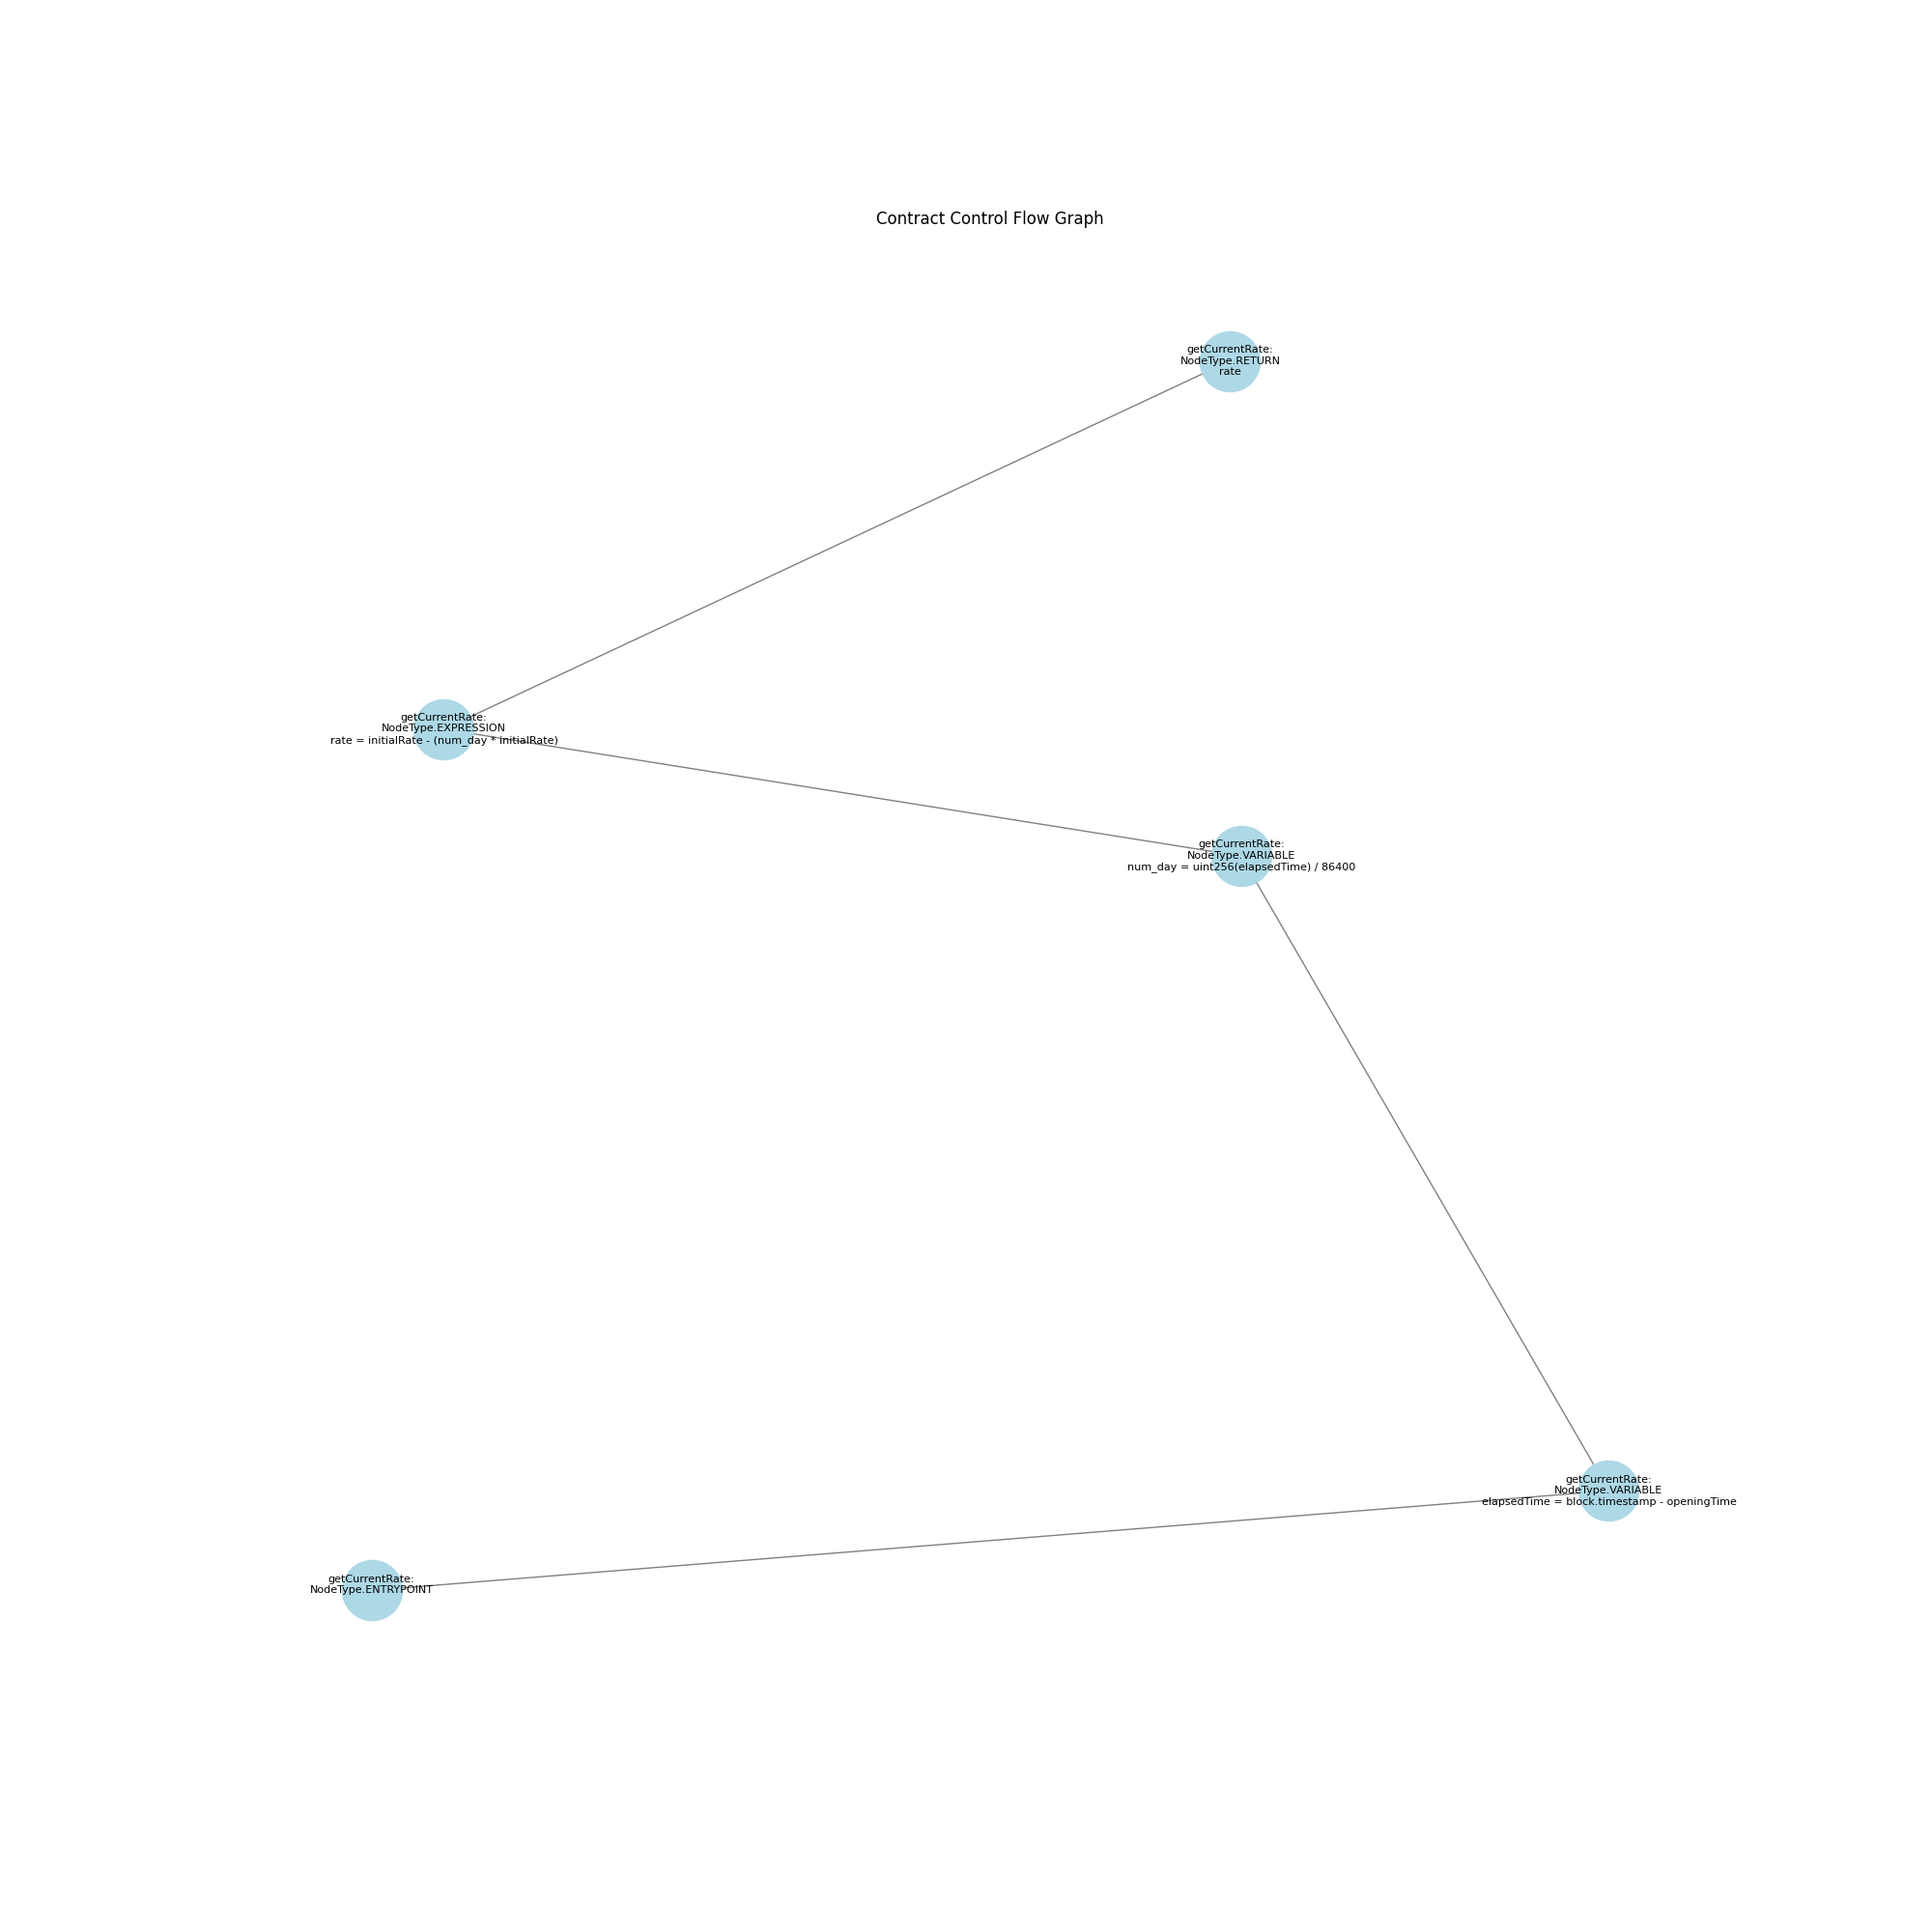 Contract Control Flow Graph
getCurrentRate:
NodeType.RETURN
rate
getCurrentRate:
NodeType.EXPRESSION
rate = initialRate - (num_day * initialRate)
getCurrentRate:
NodeType.VARIABLE
num_day = uint256(elapsedTime) / 86400
getCurrentRate:
NodeType.VARIABLE
elapsedTime = block.timestamp - openingTime
getCurrentRate:
NodeType.ENTRYPOINT